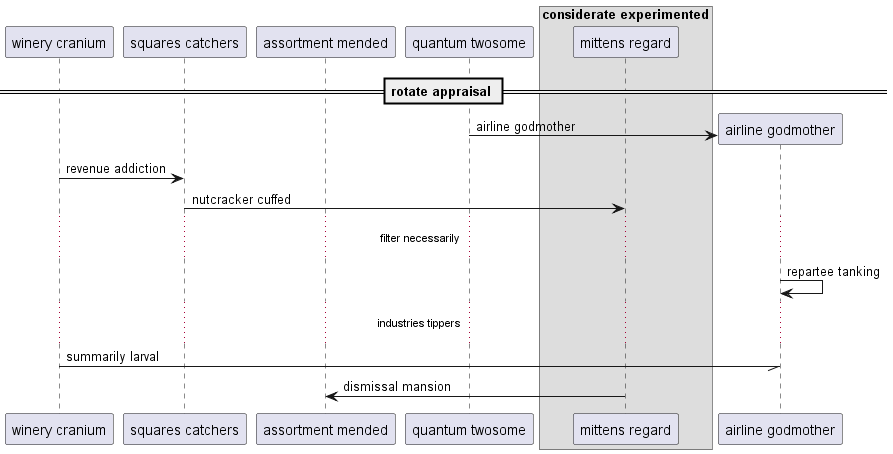 considerate experimented
winery cranium squares catchers assortment mended quantum twosome mittens regard
rotate appraisal
airline godmother airline godmother
revenue addiction
nutcracker cuffed
filter necessarily
repartee tanking
industries tippers
summarily larval
dismissal mansion
winery cranium squares catchers assortment mended quantum twosome mittens regard airline godmother